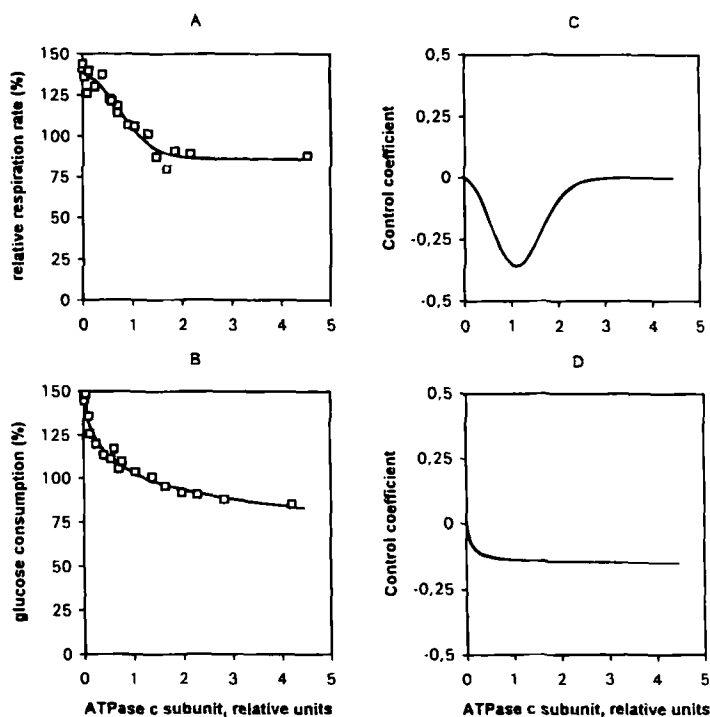 A
relative respiration rate (%)
150
125
100
75
50
25
0
0 1 2 3 4 5
C
Control coefficient
0,5
0,25
0
-0,25
-0,5
0 1 2 3 4 5
B
glucose consumption (%)
150
125
100
75
50
25
0
0 1 2 3 4 5
ATPase c subunit, relative units
D
Control coefficient
0,5
0,25
0
-0,25
-0,5
0 1 2 3 4 5
ATPase c subunit, relative units